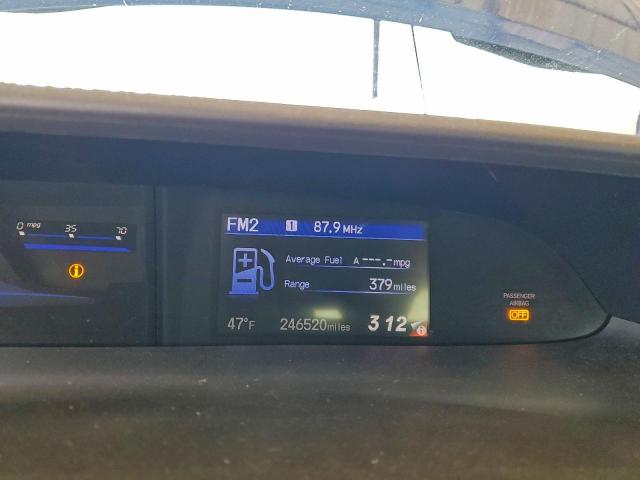 0 mpg 35 70
FM2 1 87.9 MHz
Average Fuel A ---.- mpg
Range 379 miles
47°F 246520 miles 312
PASSENGER
AIRBAG
OFF